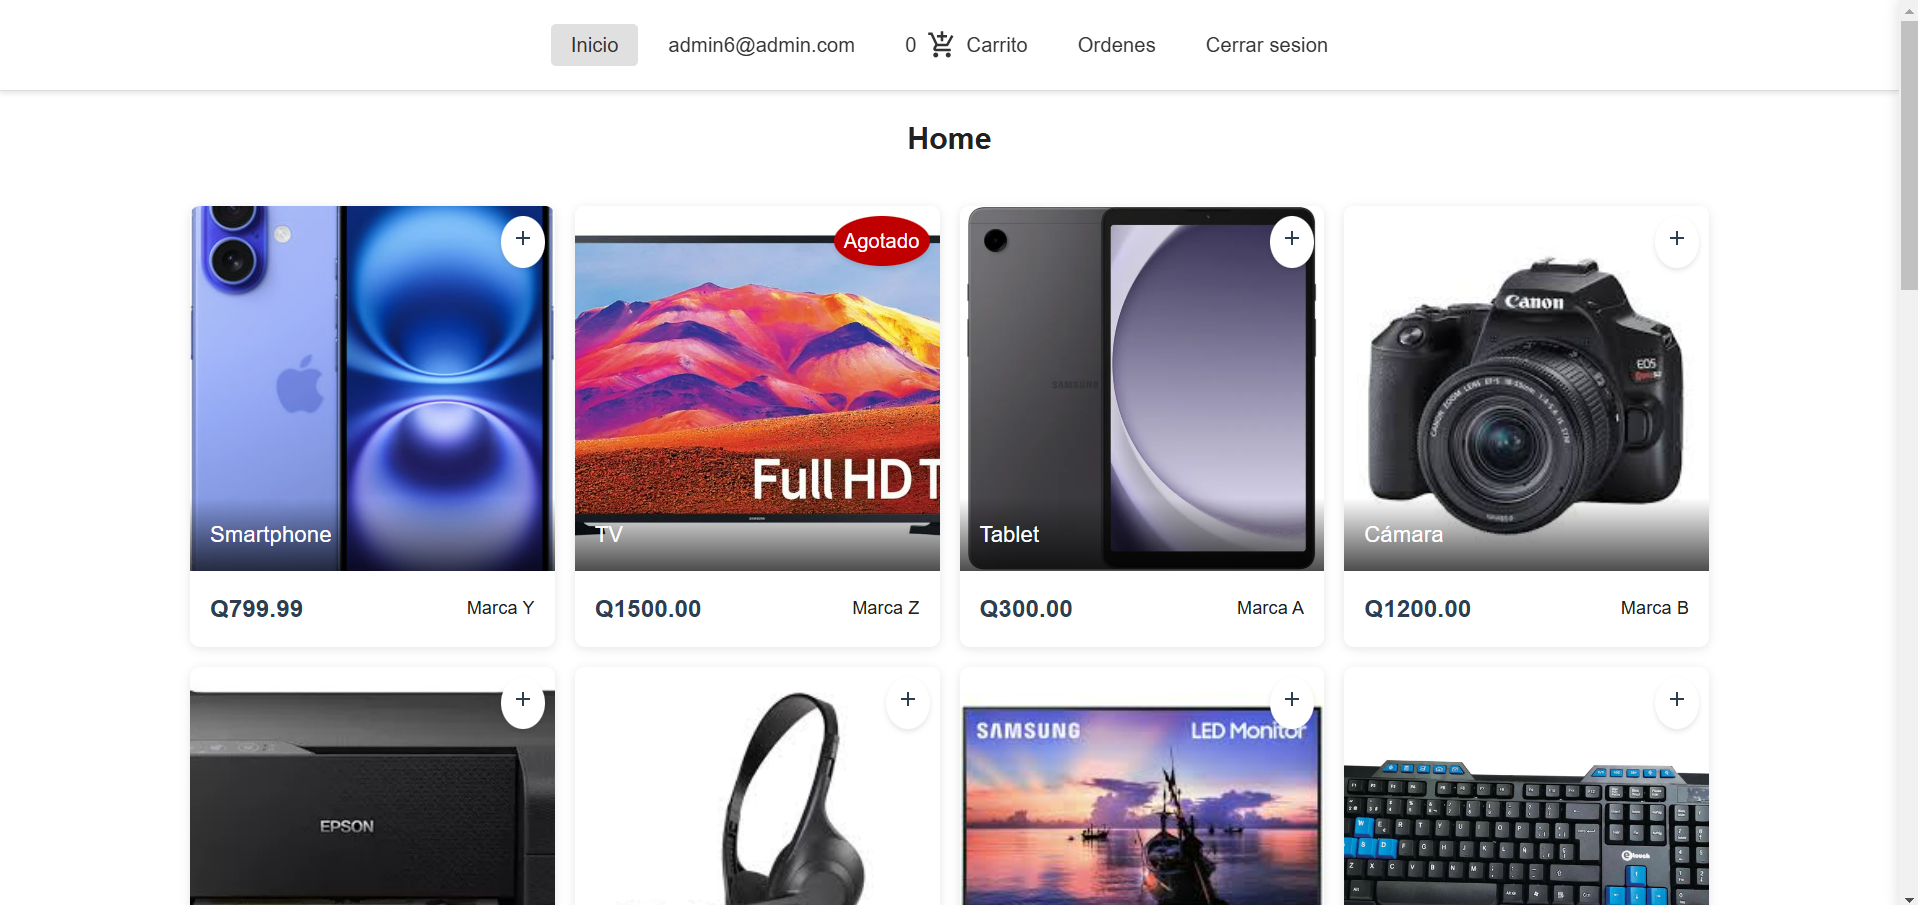 Inicio
admin6@admin.com
0 Carrito
Ordenes
Cerrar sesion
Home
+
Agotado
+
+
Canon
EOS
SAMSUNG
Full HD T
Smartphone
TV
Tablet
Cámara
Q799.99
Marca Y
Q1500.00
Marca Z
Q300.00
Marca A
Q1200.00
Marca B
+
+
+
+
SAMSUNG
LED Monitor
EPSON